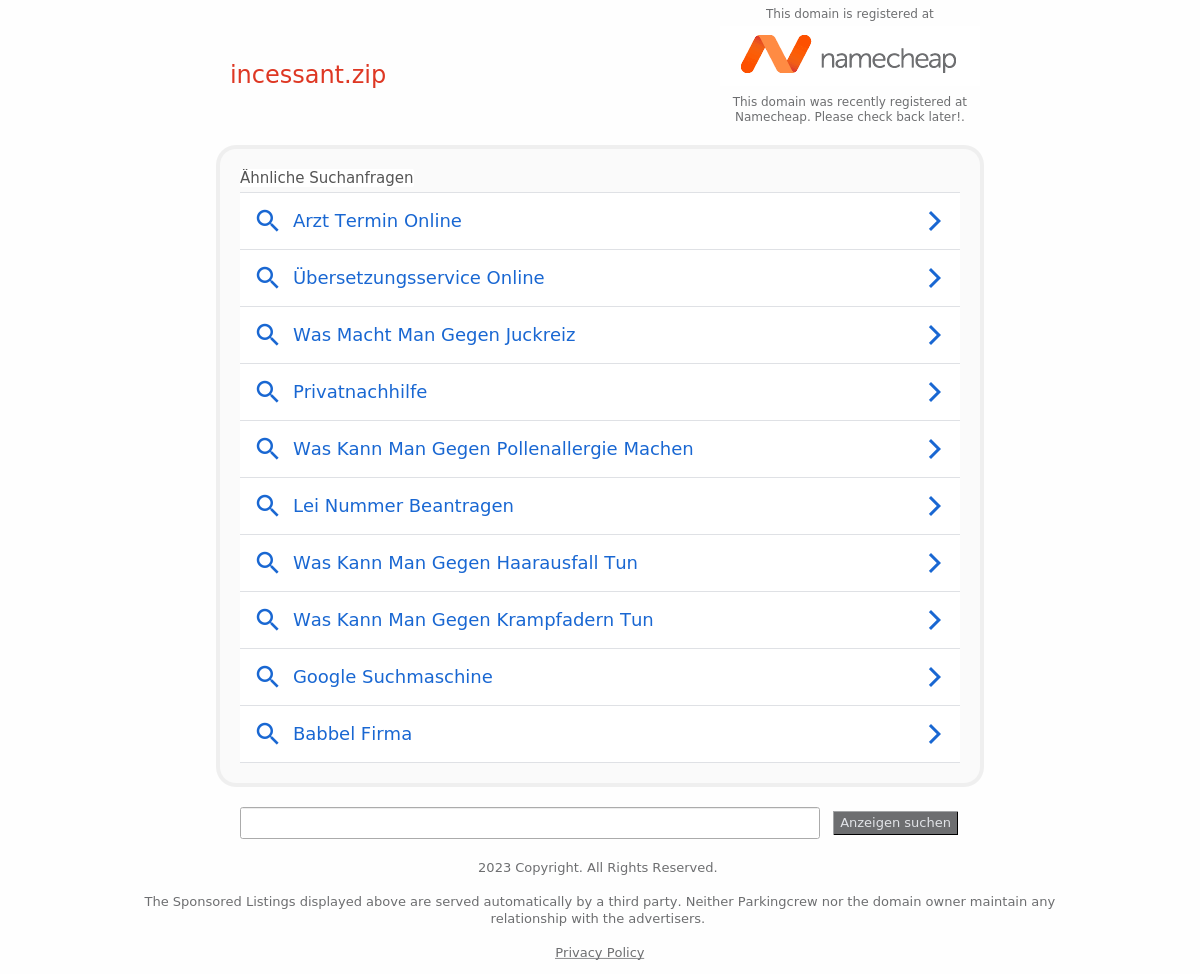 This domain is registered at
namecheap
incessant.zip
This domain was recently registered at
Namecheap. Please check back later!.
Ähnliche Suchanfragen
Arzt Termin Online
Übersetzungsservice Online
Was Macht Man Gegen Juckreiz
Privatnachhilfe
Was Kann Man Gegen Pollenallergie Machen
Lei Nummer Beantragen
Was Kann Man Gegen Haarausfall Tun
Was Kann Man Gegen Krampfadern Tun
Google Suchmaschine
Babbel Firma
Anzeigen suchen
2023 Copyright. All Rights Reserved.
The Sponsored Listings displayed above are served automatically by a third party. Neither Parkingcrew nor the domain owner maintain any
relationship with the advertisers.
Privacy Policy